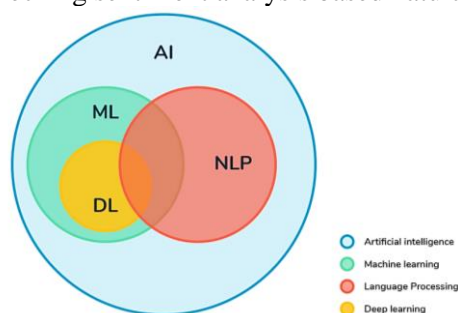 AI
ML
NLP
DL
Artificial intelligence
Machine learning
Language Processing
Deep learning